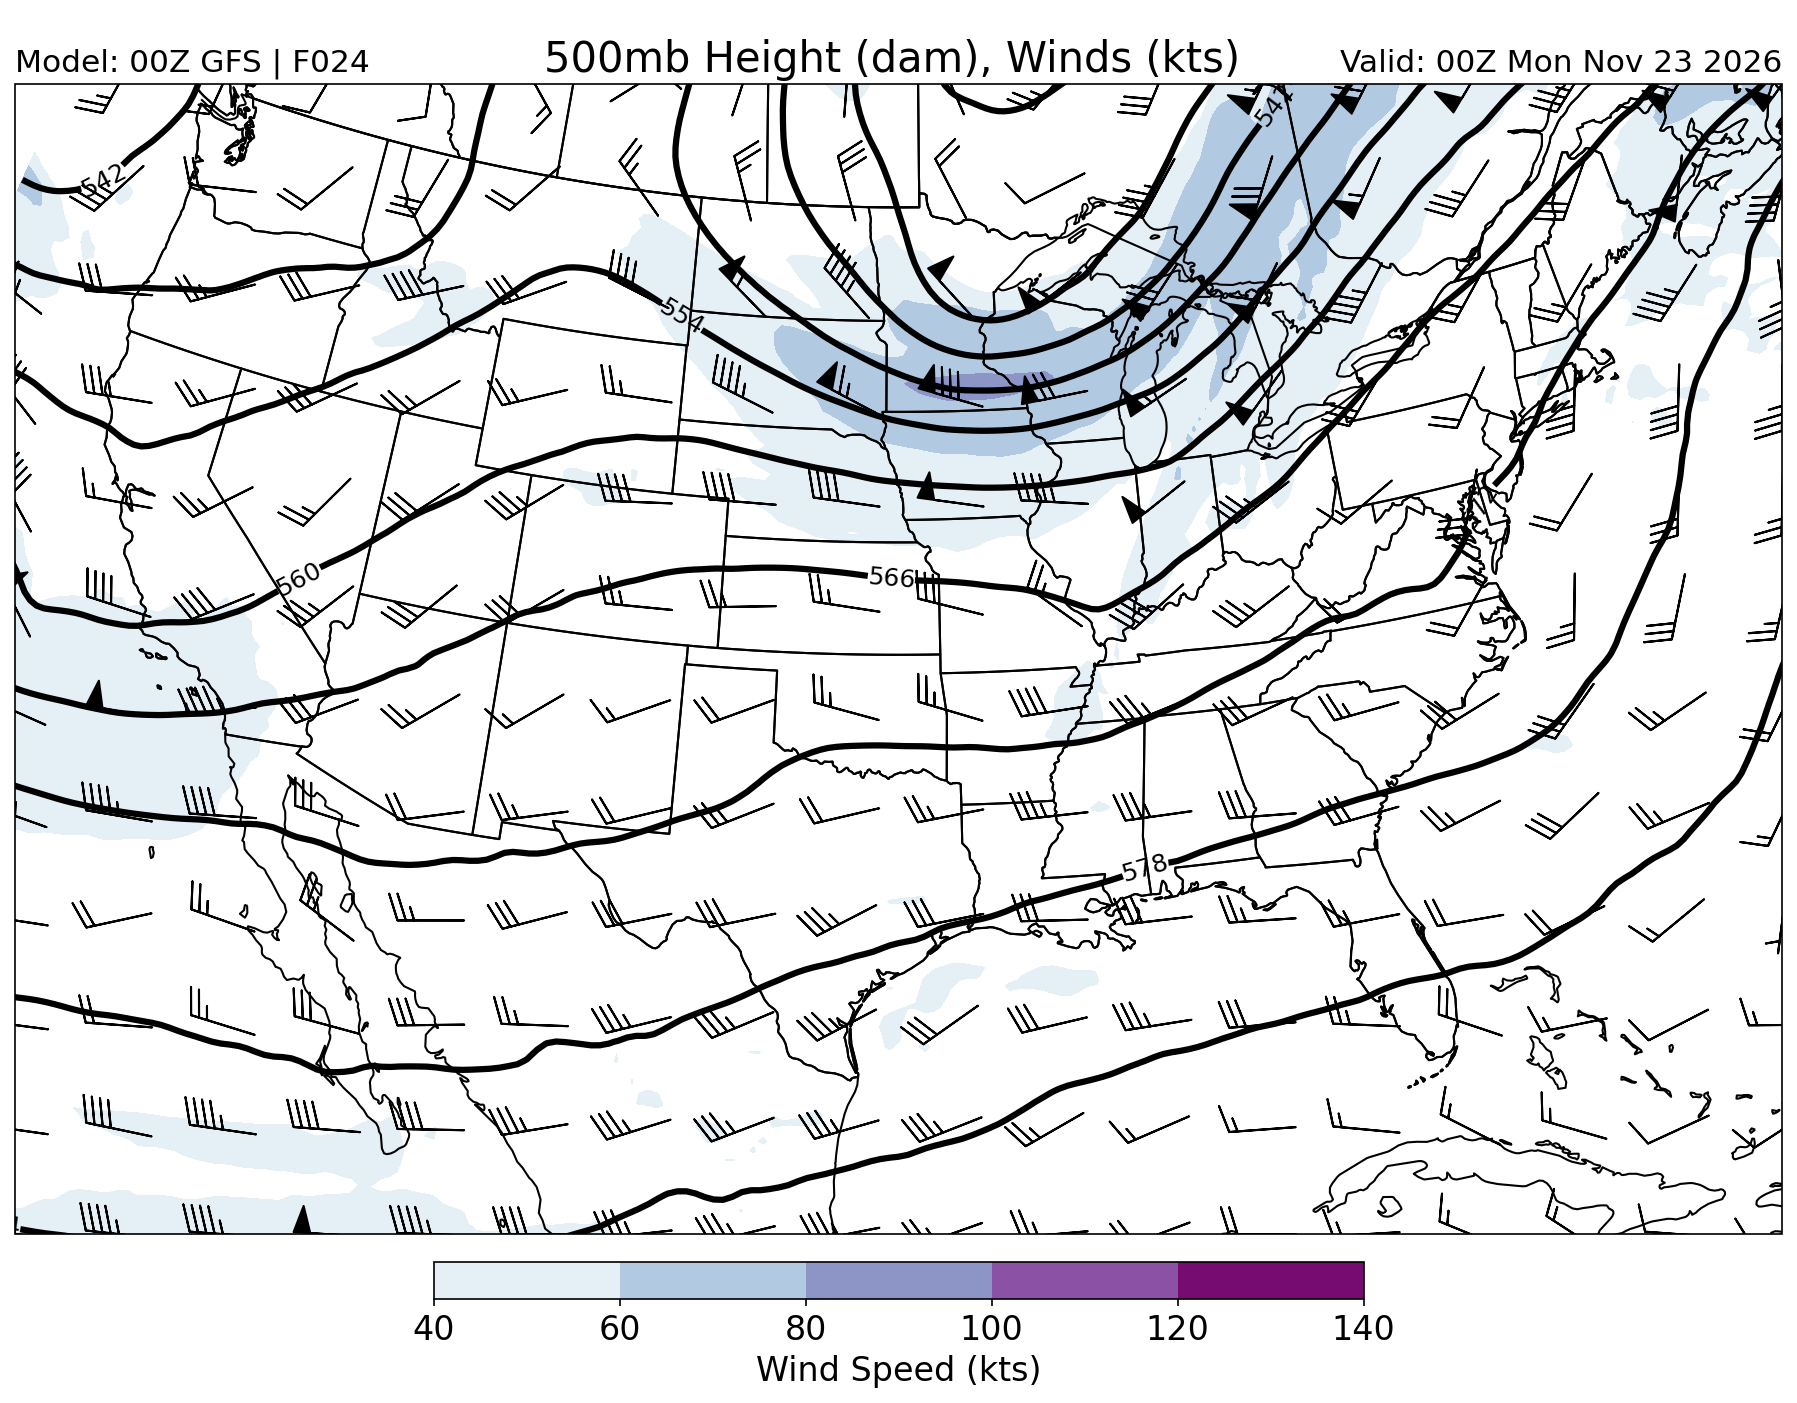 Model: 00Z GFS | F024
500mb Height (dam), Winds (kts)
Valid: 00Z Mon Nov 23 2026
542
542
554
560
566
578
40 60 80 100 120 140
Wind Speed (kts)